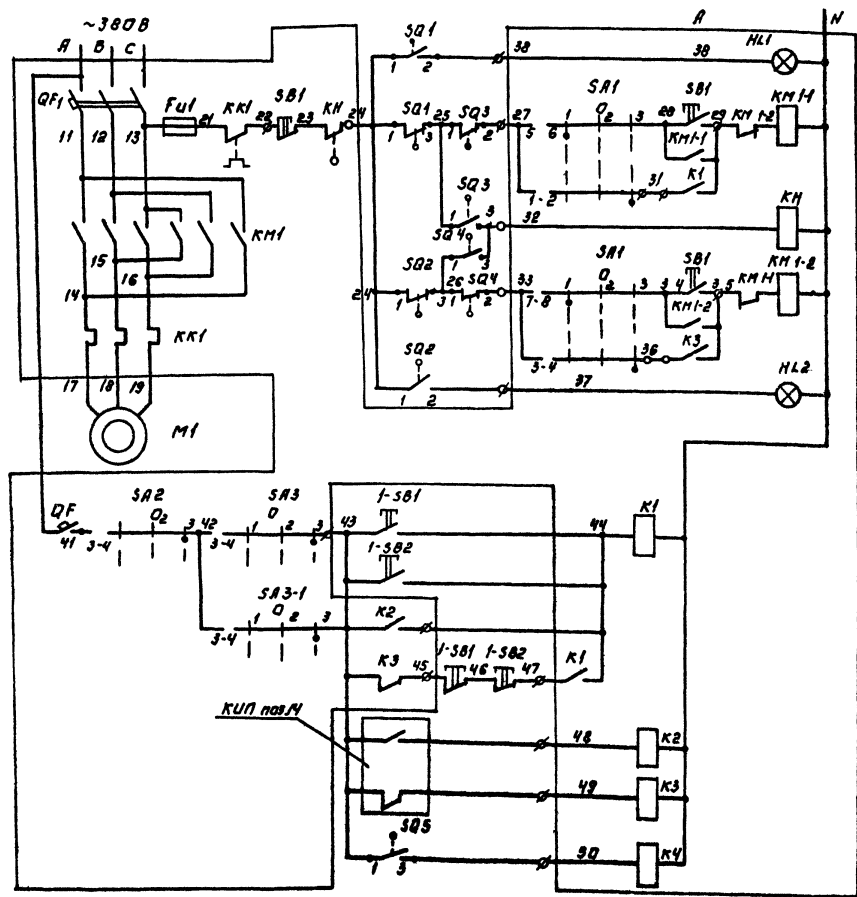 ~380В
А В С
А N
SQ1
1 2
38
38
HL1
QF1
Fu1
21
КК1
22
SB1
23
КН
24
SQ1
1 3
25
SQ3
1 2
27
5 6
SA1
1 0 2 3
28
SB1
29
КМ1-2
КМ1-1
11 12 13
КМ1-1
1-2
31
К1
SQ3
1 3
32
КН
КМ1
SQ4
1 3
15
16
14
24
SQ2
1 3
26
SQ4
1 2
33
7-8
SA1
1 0 2 3
3 4
SB1
3 5
КМ1-1
КМ1-2
КМ1-2
КК1
3-4
36
К3
SQ2
1 2
37
HL2
17 18 19
М1
QF
41
3-4
SA2
0 2 3
42
3-4
SA3
0
1 2 3
43
1-SB1
44
К1
1-SB2
SA3-1
0
3-4
1 2 3
К2
К3
45
1-SB1
46
1-SB2
47
К1
КИП поз.14
48
К2
49
К3
SQ5
1 3
50
К4